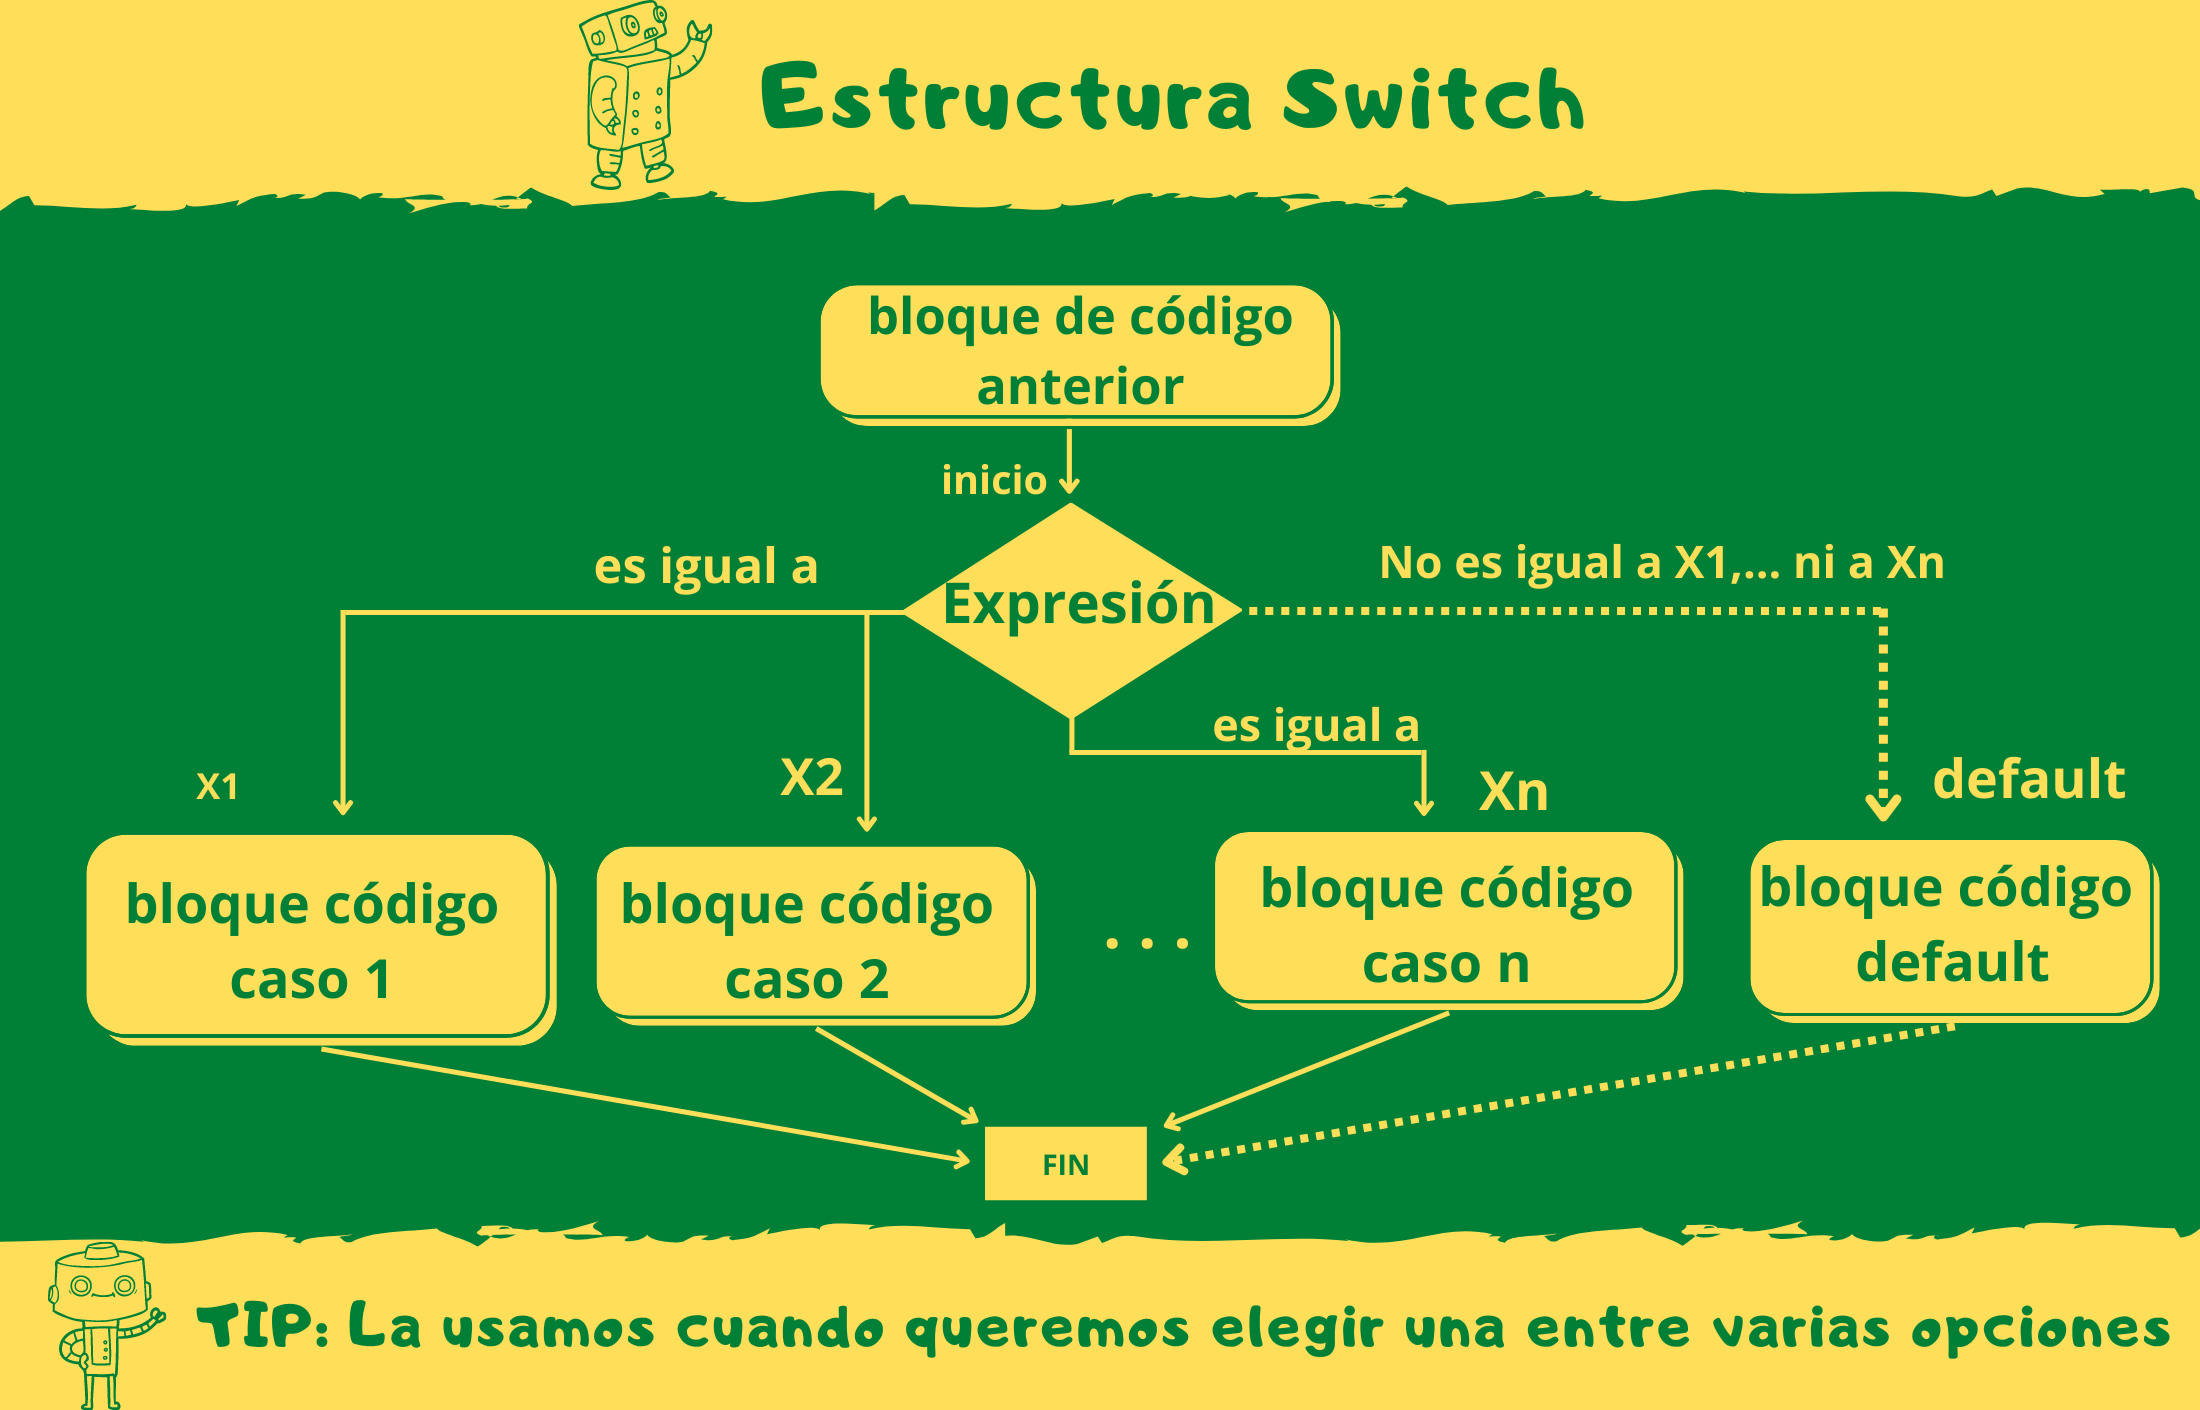 Estructura Switch
bloque de código
anterior
inicio
es igual a
No es igual a X1,... ni a Xn
Expresión
es igual a
X1
X2
Xn
default
bloque código
caso 1
bloque código
caso 2
. . .
bloque código
caso n
bloque código
default
FIN
TIP: La usamos cuando queremos elegir una entre varias opciones